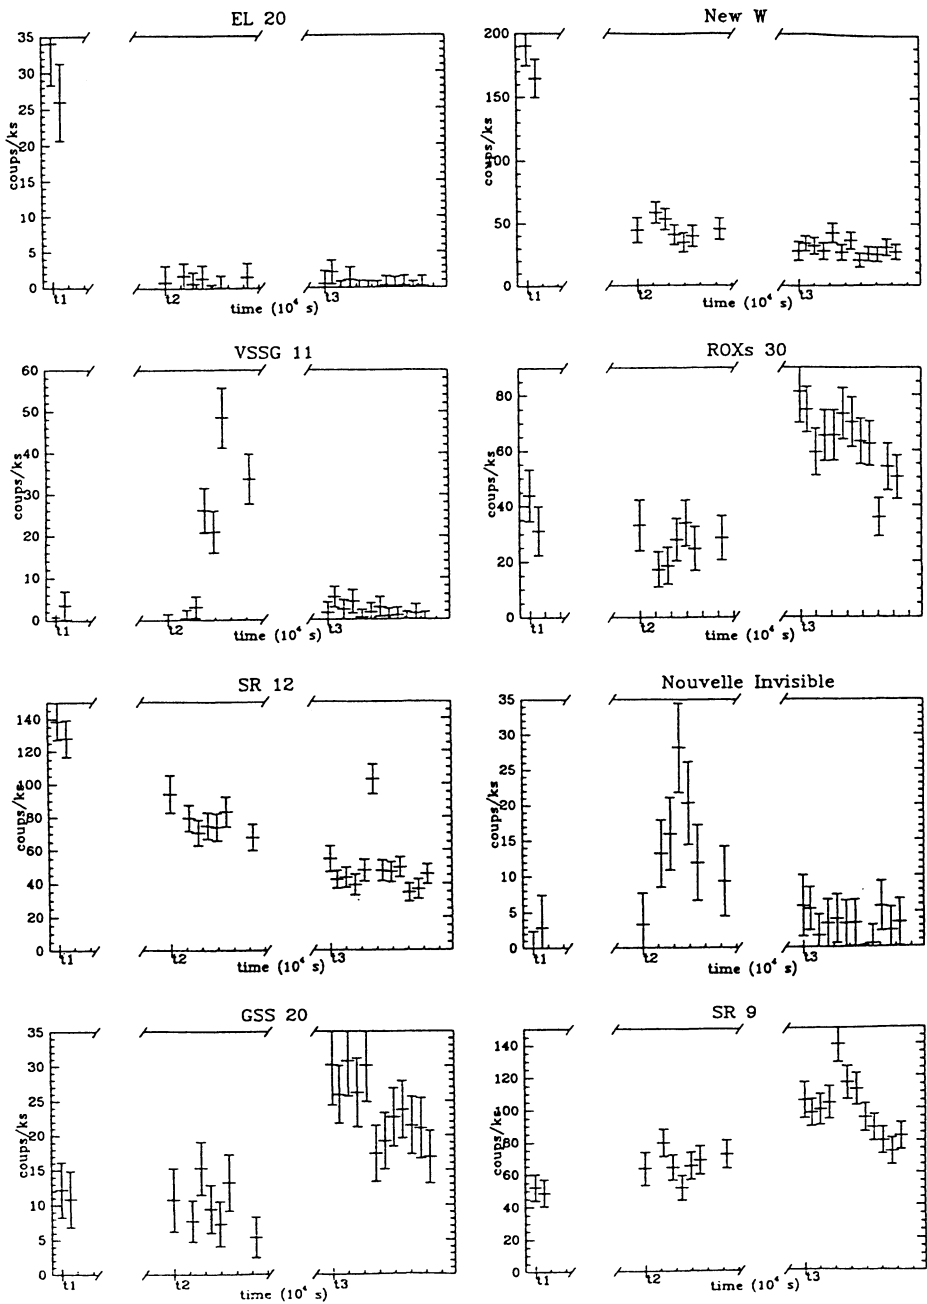 EL 20
35
30
25
20
15
10
5
0
coups/ks
t1
t2
t3
time (10⁴ s)
New W
200
150
100
50
0
coups/ks
t1
t2
t3
time (10⁴ s)
VSSG 11
60
50
40
30
20
10
0
coups/ks
t1
t2
t3
time (10⁴ s)
ROXs 30
80
60
40
20
0
coups/ks
t1
t2
t3
time (10⁴ s)
SR 12
140
120
100
80
60
40
20
0
coups/ks
t1
t2
t3
time (10⁴ s)
Nouvelle Invisible
35
30
25
20
15
10
5
0
coups/ks
t1
t2
t3
time (10⁴ s)
GSS 20
35
30
25
20
15
10
5
0
coups/ks
t1
t2
t3
time (10⁴ s)
SR 9
140
120
100
80
60
40
20
0
coups/ks
t1
t2
t3
time (10⁴ s)